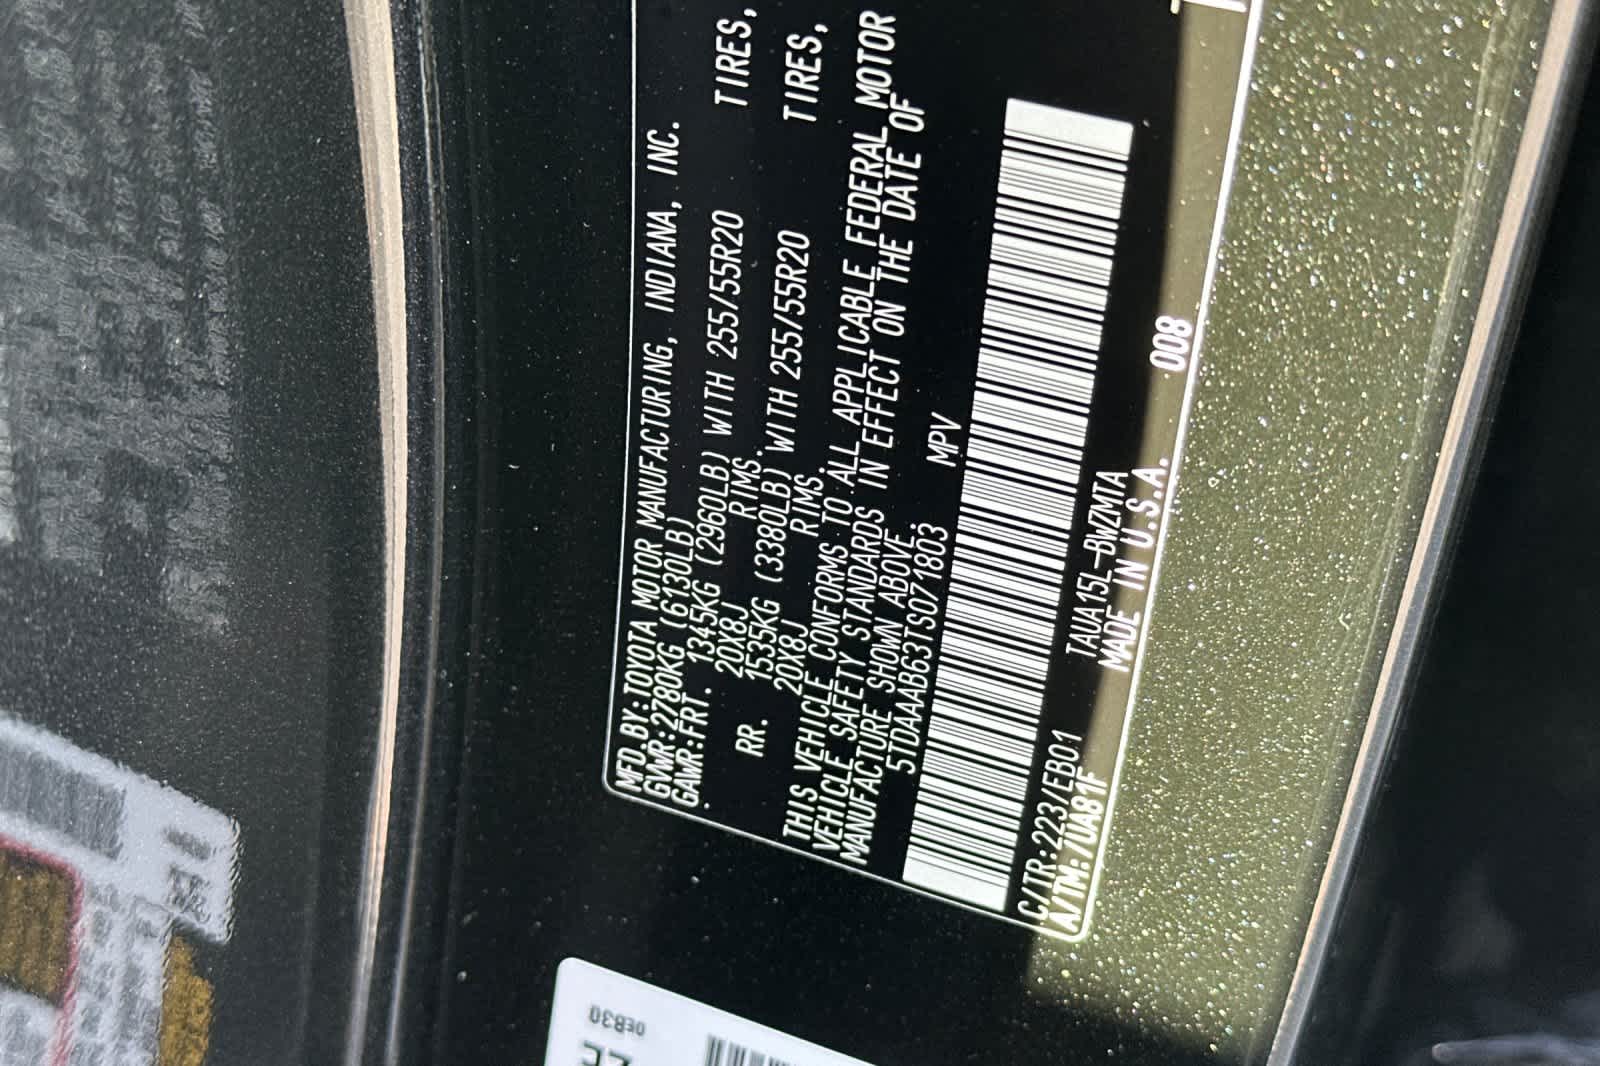 MFD.BY:TOYOTA MOTOR MANUFACTURING, INDIANA, INC.
GVWR:2780KG (6130LB)
GAWR:FRT. 1345KG (2960LB) WITH 255/55R20 TIRES,
20X8J RIMS.
RR. 1535KG (3380LB) WITH 255/55R20 TIRES,
20X8J RIMS.
THIS VEHICLE CONFORMS TO ALL APPLICABLE FEDERAL MOTOR
VEHICLE SAFETY STANDARDS IN EFFECT ON THE DATE OF
MANUFACTURE SHOWN ABOVE.
5TDAAAB63TS071803 MPV
C/TR:223/EB01 TAUA15L-BWZMTA 008
A/TM:/UA81F MADE IN U.S.A.
0EB30